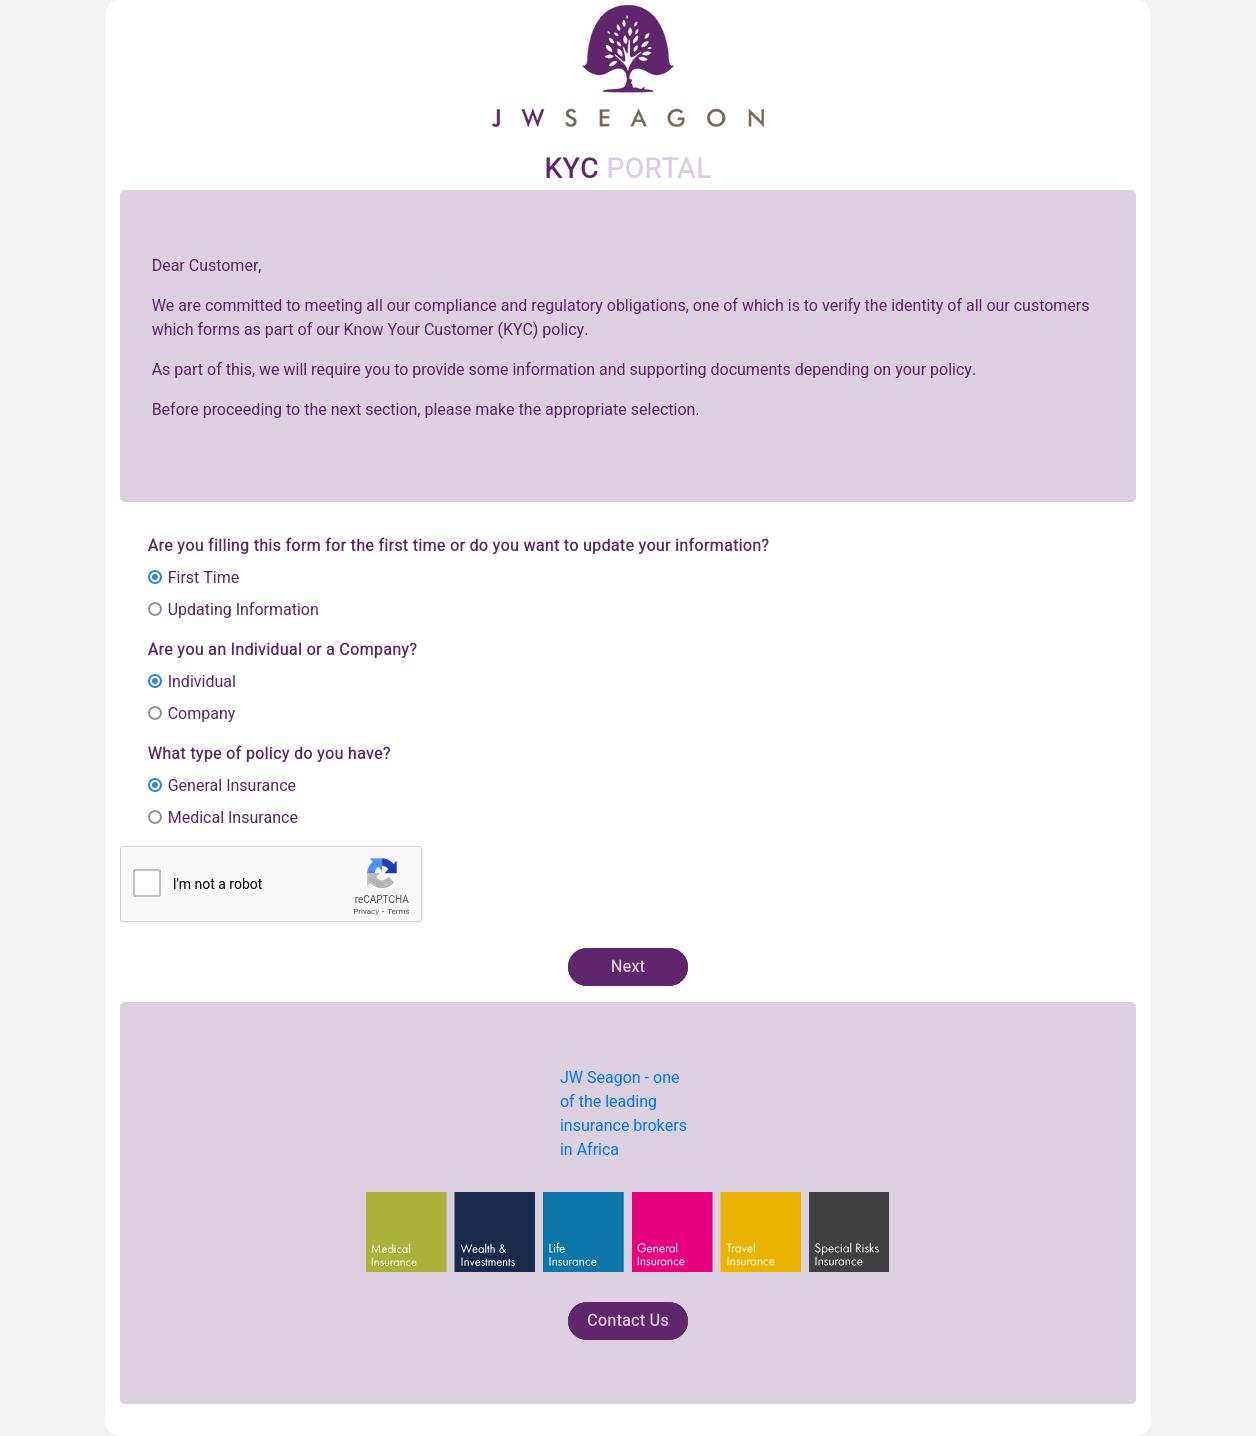 JW SEAGON
KYC PORTAL
Dear Customer,
We are committed to meeting all our compliance and regulatory obligations, one of which is to verify the identity of all our customers
which forms as part of our Know Your Customer (KYC) policy.
As part of this, we will require you to provide some information and supporting documents depending on your policy.
Before proceeding to the next section, please make the appropriate selection.
Are you filling this form for the first time or do you want to update your information?
First Time
Updating Information
Are you an Individual or a Company?
Individual
Company
What type of policy do you have?
General Insurance
Medical Insurance
I'm not a robot
reCAPTCHA
Privacy - Terms
Next
JW Seagon - one
of the leading
insurance brokers
in Africa
Medical
Insurance
Wealth &
Investments
Life
Insurance
General
Insurance
Travel
Insurance
Special Risks
Insurance
Contact Us